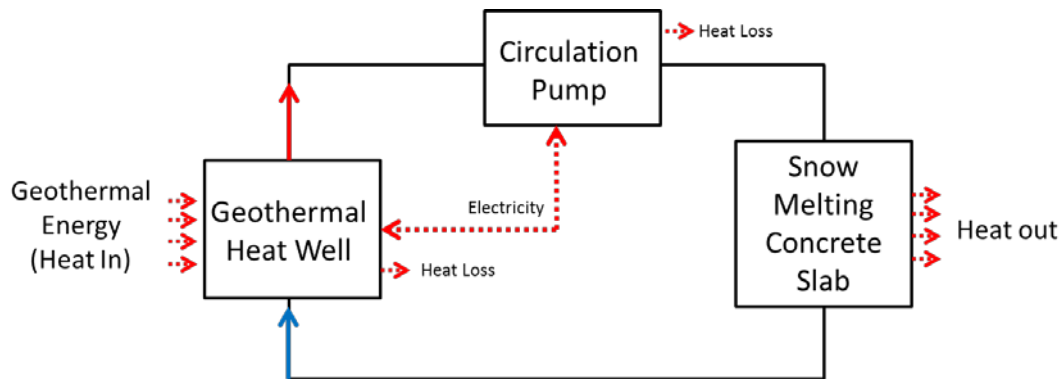 Circulation
Pump
Heat Loss
Geothermal
Energy
(Heat In)
Geothermal
Heat Well
Electricity
Heat Loss
Snow
Melting
Concrete
Slab
Heat out